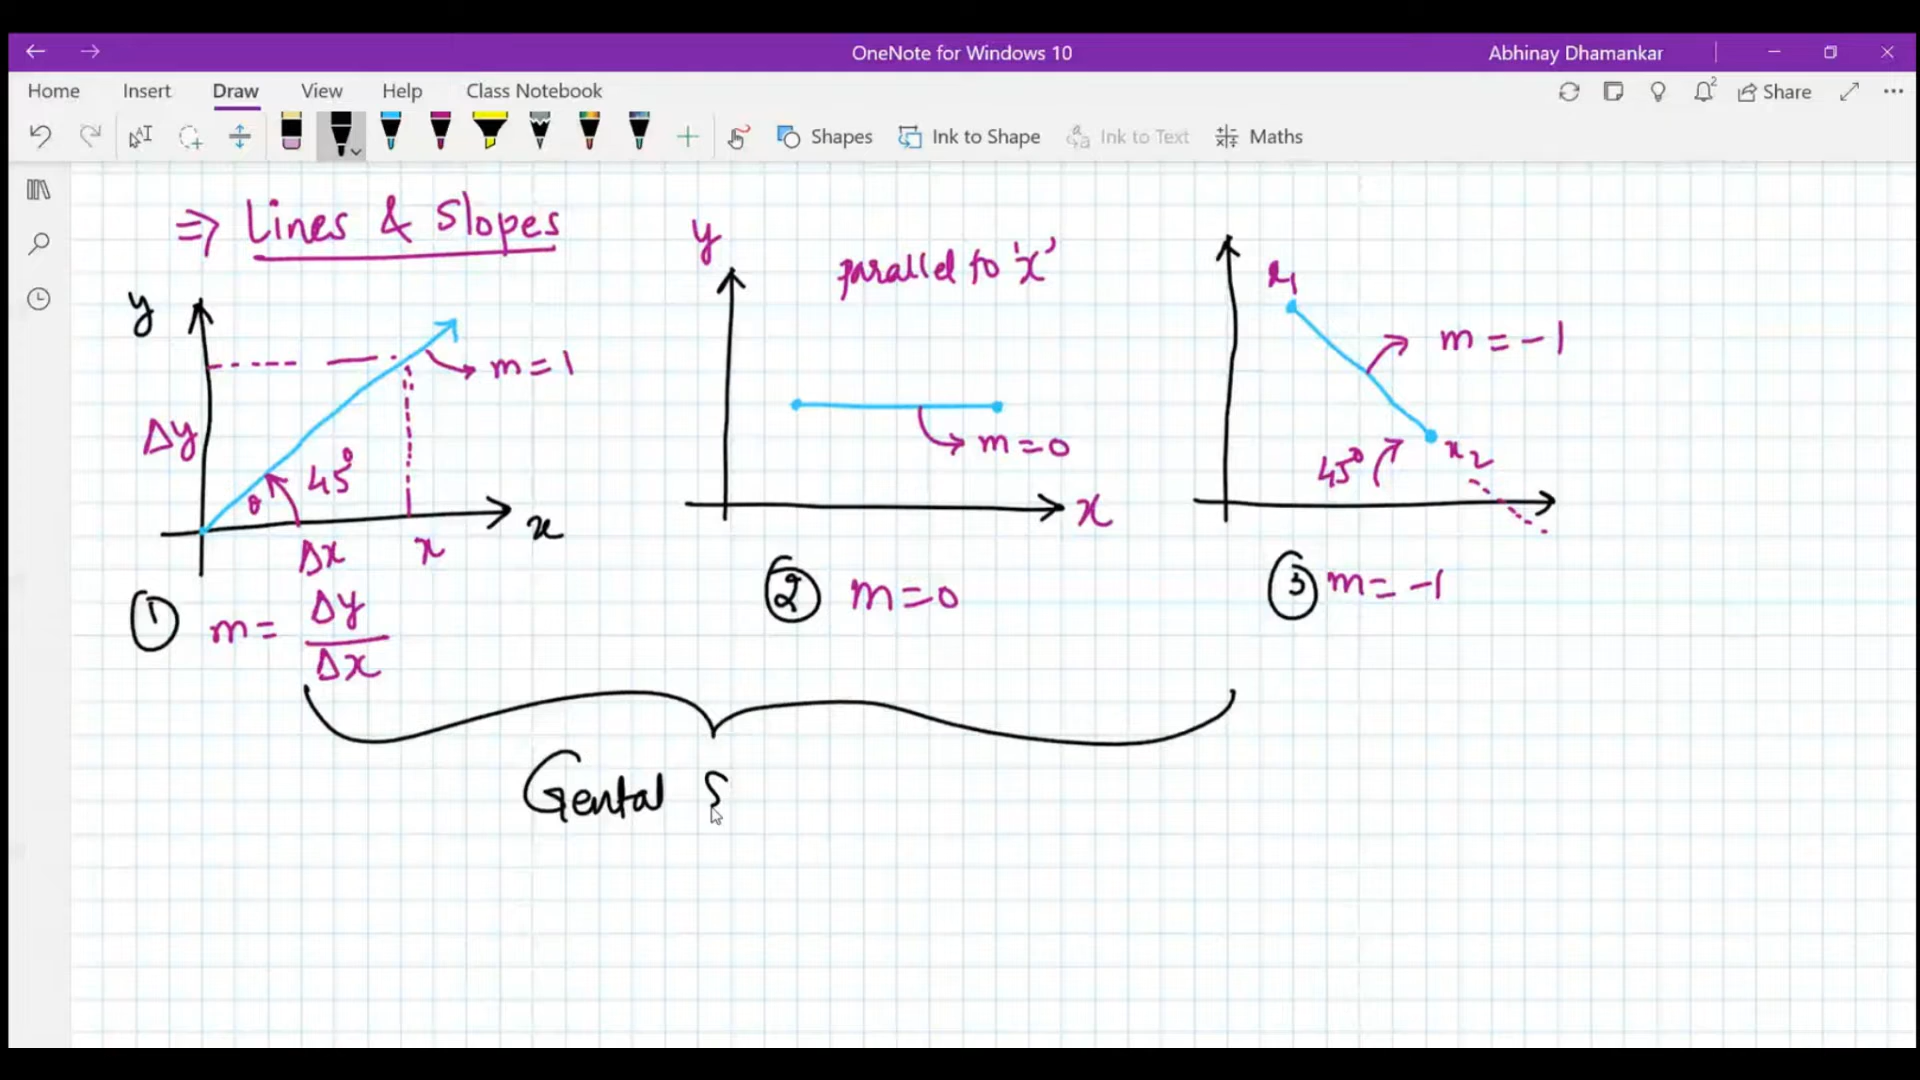 OneNote for Windows 10
Abhinay Dhamankar
Home Insert Draw View Help Class Notebook
2 Share
Shapes Ink to Shape Ink to Text Maths
⇒ Lines & Slopes
y
Δy
m = 1
45°
θ
Δx
x
x
① m = Δy
Δx
y
parallel to 'x'
m = 0
x
② m = 0
x1
m = -1
45°
x2
③ m = -1
Gental S